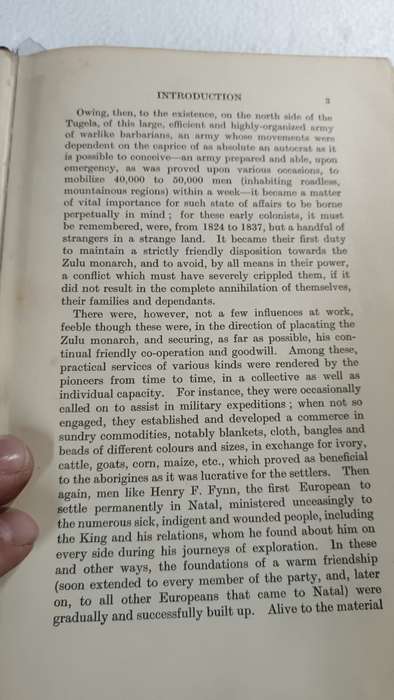 INTRODUCTION 3
Owing, then, to the existence, on the north side of the
Tugela, of this large, efficient and highly-organized army
of warlike barbarians, an army whose movements were
dependent on the caprice of as absolute an autocrat as it
is possible to conceive—an army prepared and able, upon
emergency, as was proved upon various occasions, to
mobilize 40,000 to 50,000 men (inhabiting roadless,
mountainous regions) within a week—it became a matter
of vital importance for such state of affairs to be borne
perpetually in mind; for these early colonists, it must
be remembered, were, from 1824 to 1837, but a handful of
strangers in a strange land. It became their first duty
to maintain a strictly friendly disposition towards the
Zulu monarch, and to avoid, by all means in their power,
a conflict which must have severely crippled them, if it
did not result in the complete annihilation of themselves,
their families and dependants.
There were, however, not a few influences at work,
feeble though these were, in the direction of placating the
Zulu monarch, and securing, as far as possible, his con-
tinual friendly co-operation and goodwill. Among these,
practical services of various kinds were rendered by the
pioneers from time to time, in a collective as well as
individual capacity. For instance, they were occasionally
called on to assist in military expeditions; when not so
engaged, they established and developed a commerce in
sundry commodities, notably blankets, cloth, bangles and
beads of different colours and sizes, in exchange for ivory,
cattle, goats, corn, maize, etc., which proved as beneficial
to the aborigines as it was lucrative for the settlers. Then
again, men like Henry F. Fynn, the first European to
settle permanently in Natal, ministered unceasingly to
the numerous sick, indigent and wounded people, including
the King and his relations, whom he found about him on
every side during his journeys of exploration. In these
and other ways, the foundations of a warm friendship
(soon extended to every member of the party, and, later
on, to all other Europeans that came to Natal) were
gradually and successfully built up. Alive to the material